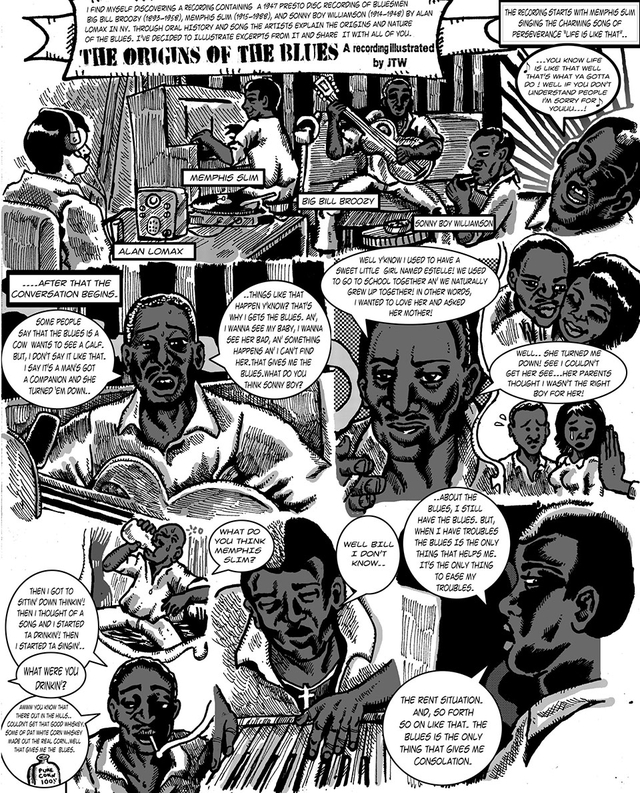 I FIND MYSELF DISCOVERING A RECORDING CONTAINING A 1947 PRESTO DISC RECORDING OF BLUESMEN
BIG BILL BROOZY (1893-1958), MEMPHIS SLIM (1915-1988), AND SONNY BOY WILLIAMSON (1914-1948) BY ALAN
LOMAX IN NY. THROUGH ORAL HISTORY AND SONG THE ARTISTS EXPLAIN THE ORIGINS AND NATURE
OF THE BLUES. I'VE DECIDED TO ILLUSTRATE EXCERPTS FROM IT AND SHARE IT WITH ALL OF YOU.
THE ORIGINS OF THE BLUES
A recording illustrated
by JTW
THE RECORDING STARTS WITH MEMPHIS SLIM
SINGING THE CHARMING SONG OF
PERSEVERANCE "LIFE IS LIKE THAT"..
...YOU KNOW LIFE
IS LIKE THAT WELL
THAT'S WHAT YA GOTTA
DO ! WELL IF YOU DON'T
UNDERSTAND PEOPLE
I'M SORRY FOR
YOUUU...!
MEMPHIS SLIM
BIG BILL BROOZY
SONNY BOY WILLIAMSON
ALAN LOMAX
....AFTER THAT THE
CONVERSATION BEGINS.
SOME PEOPLE
SAY THAT THE BLUES IS A
COW WANTS TO SEE A CALF.
BUT, I DON'T SAY IT LIKE THAT.
I SAY IT'S A MAN'S GOT
A COMPANION AND SHE
TURNED 'EM DOWN..
..THINGS LIKE THAT
HAPPEN Y'KNOW? THAT'S
WHY I GETS THE BLUES. AN',
I WANNA SEE MY BABY, I WANNA
SEE HER BAD, AN' SOMETHING
HAPPENS AN' I CAN'T FIND
HER.THAT GIVES ME THE
BLUES.WHAT DO YOU
THINK SONNY BOY?
WELL Y'KNOW I USED TO HAVE A
SWEET LITTLE GIRL NAMED ESTELLE! WE USED
TO GO TO SCHOOL TOGETHER AN' WE NATURALLY
GREW UP TOGETHER! IN OTHER WORDS,
I WANTED TO LOVE HER AND ASKED
HER MOTHER!
WELL.. SHE TURNED ME
DOWN! SEE I COULDN'T
GET HER SEE...HER PARENTS
THOUGHT I WASN'T THE RIGHT
BOY FOR HER!
THEN I GOT TO
SITTIN' DOWN THINKIN'!
THEN I THOUGHT OF A
SONG AND I STARTED
TA DRINKIN'! THEN
I STARTED TA SINGIN'..
WHAT WERE YOU
DRINKIN'?
AWWW YOU KNOW THAT
THERE OUT IN THE HILLS..
COULDN'T GET THAT GOOD WHISKEY,
SOME OF DAT WHITE CORN WHISKEY
MADE OUT THE REAL CORN..WELL
THAT GIVES ME THE BLUES.
PURE
CORN
100%
WHAT DO
YOU THINK
MEMPHIS
SLIM?
WELL BILL
I DON'T
KNOW..
..ABOUT THE
BLUES, I STILL
HAVE THE BLUES. BUT,
WHEN I HAVE TROUBLES
THE BLUES IS THE ONLY
THING THAT HELPS ME.
IT'S THE ONLY THING
TO EASE MY
TROUBLES.
THE RENT SITUATION.
AND, SO FORTH
SO ON LIKE THAT. THE
BLUES IS THE ONLY
THING THAT GIVES ME
CONSOLATION.